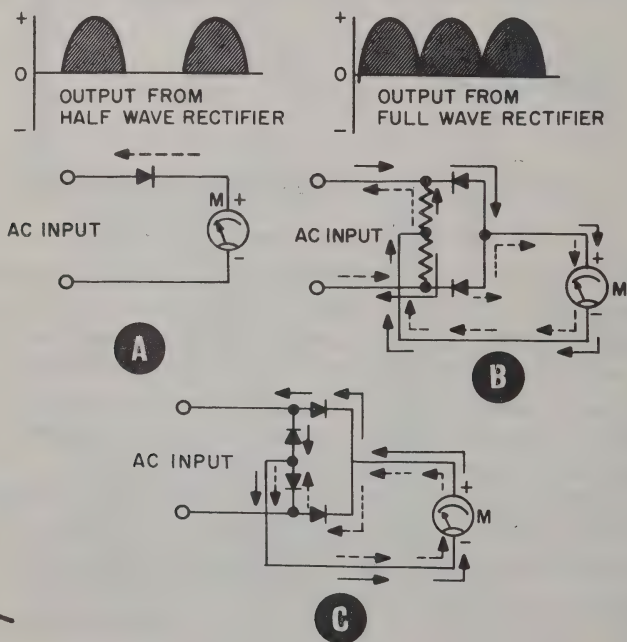 +
0
−
OUTPUT FROM
HALF WAVE RECTIFIER
+
0
−
OUTPUT FROM
FULL WAVE RECTIFIER
AC INPUT
M +
−
A
AC INPUT
+
M
−
B
AC INPUT
+
M
−
C